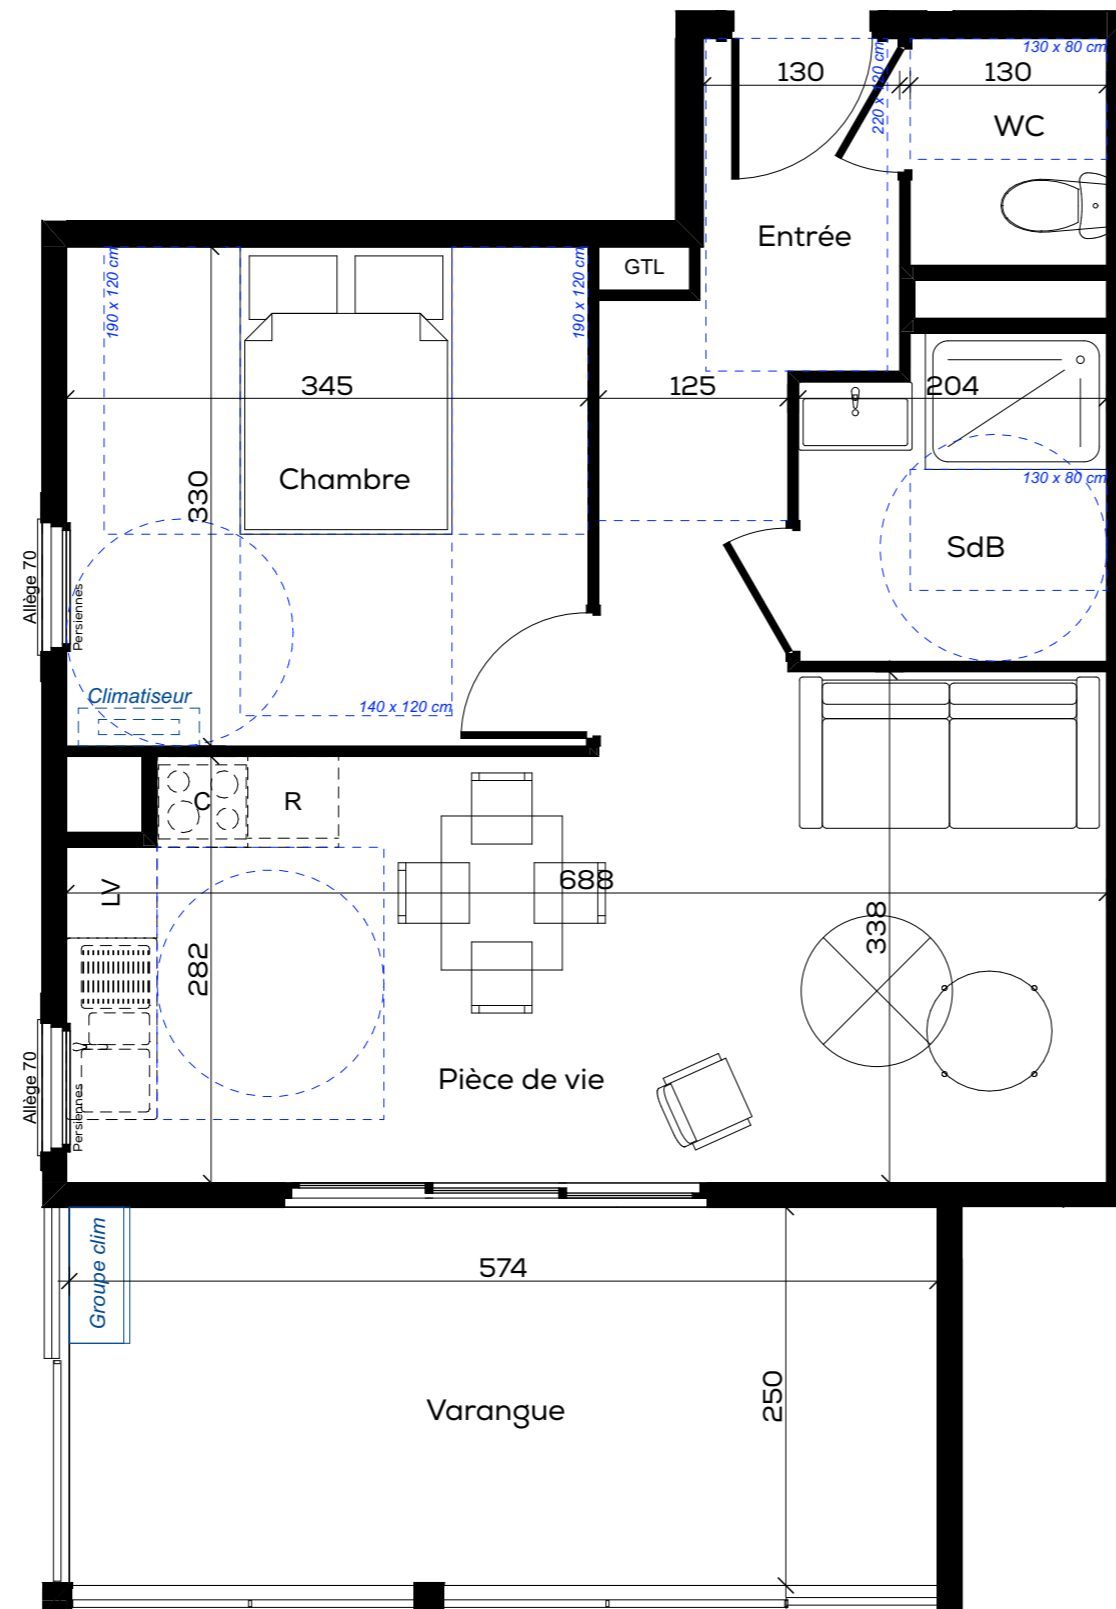 130 x 80 cm
130
130
220 x 120 cm
WC
Entrée
GTL
190 x 120 cm
190 x 120 cm
345
125
204
Chambre
330
130 x 80 cm
SdB
Allège 70
Persiennes
Climatiseur
140 x 120 cm
C
R
LV
688
338
282
Allège 70
Persiennes
Pièce de vie
Groupe clim
574
250
Varangue